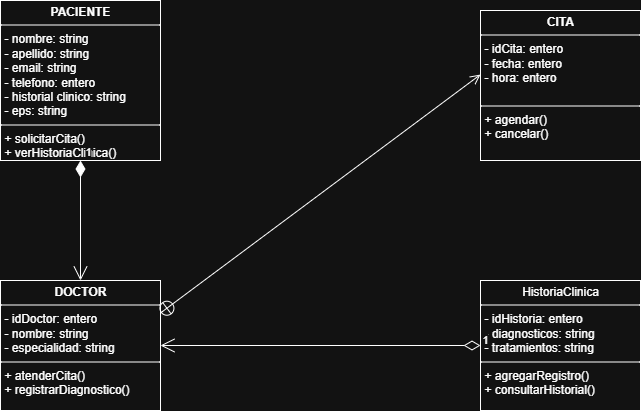 PACIENTE
- nombre: string
- apellido: string
- email: string
- telefono: entero
- historial clinico: string
- eps: string
+ solicitarCita()
+ verHistoriaClinica()
1
CITA
- idCita: entero
- fecha: entero
- hora: entero
+ agendar()
+ cancelar()
DOCTOR
- idDoctor: entero
- nombre: string
- especialidad: string
+ atenderCita()
+ registrarDiagnostico()
HistoriaClinica
- idHistoria: entero
diagnosticos: string
1
- tratamientos: string
+ agregarRegistro()
+ consultarHistorial()